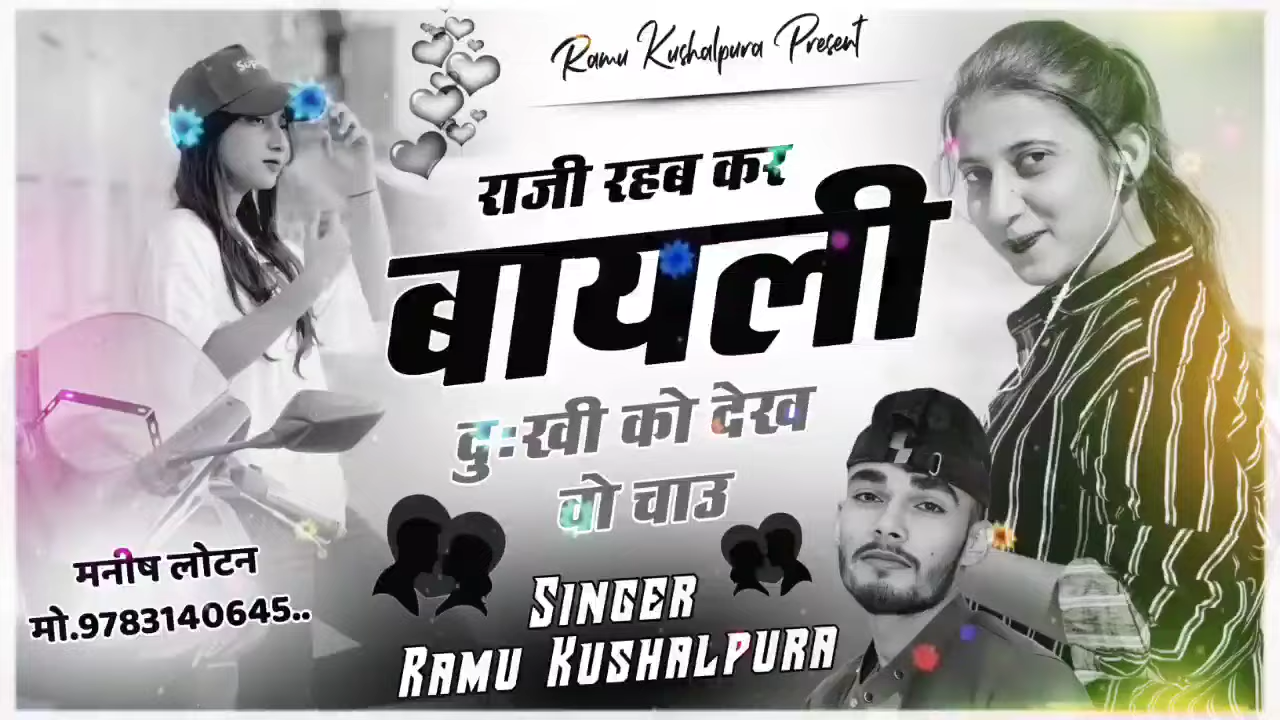 Ramu Kushalpura Present
राजी रहब कर
बायली
दुःखी को देख
वो चाउ
SINGER
RAMU KUSHALPURA
मनीष लोटन
मो.9783140645..